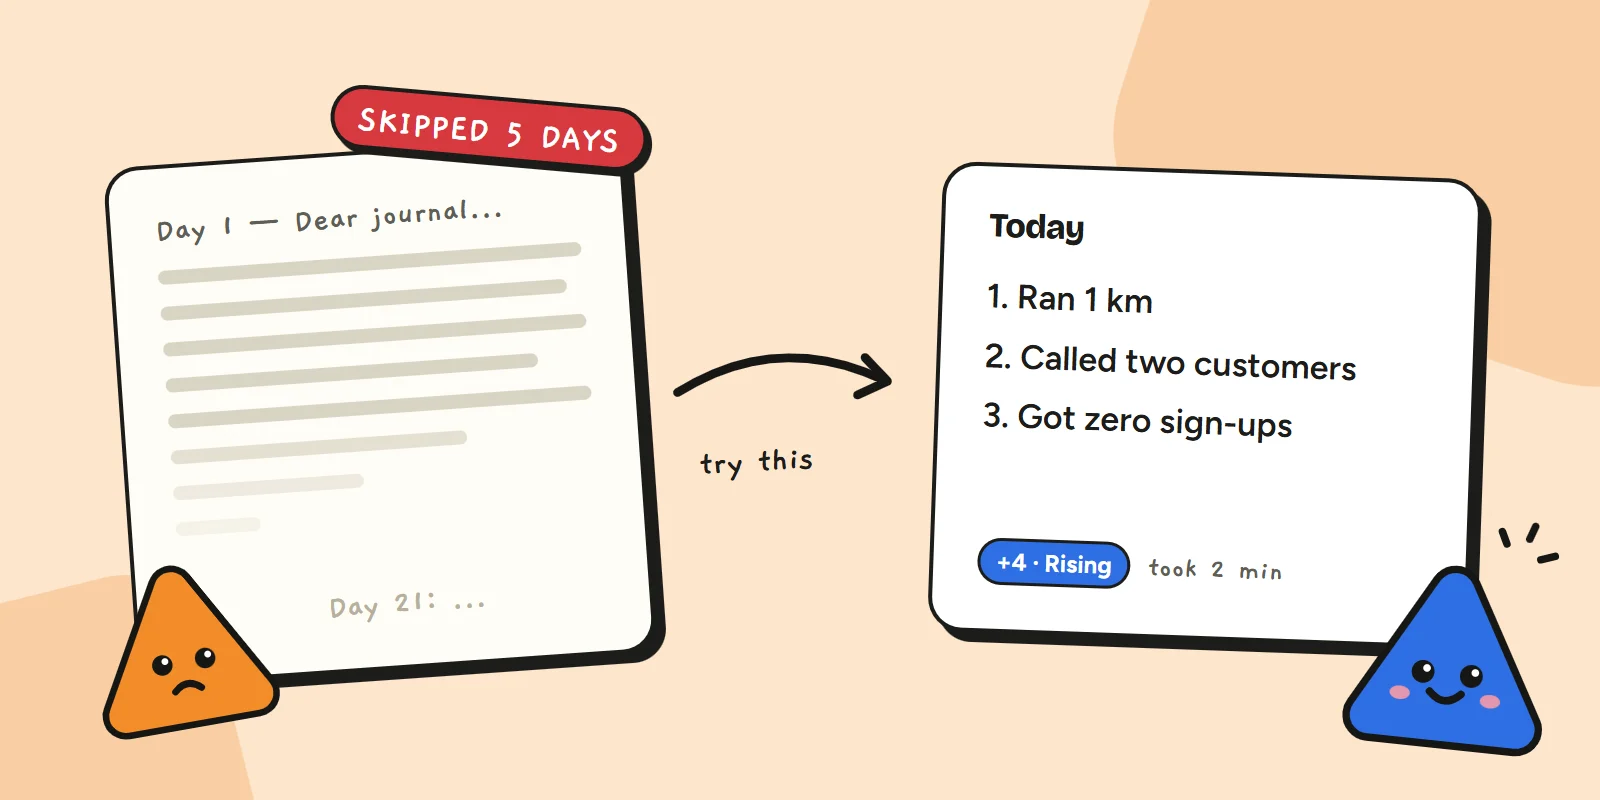 SKIPPED 5 DAYS
Day 1 — Dear journal...
Day 21: ...
try this
Today
1. Ran 1 km
2. Called two customers
3. Got zero sign-ups
+4 · Rising
took 2 min